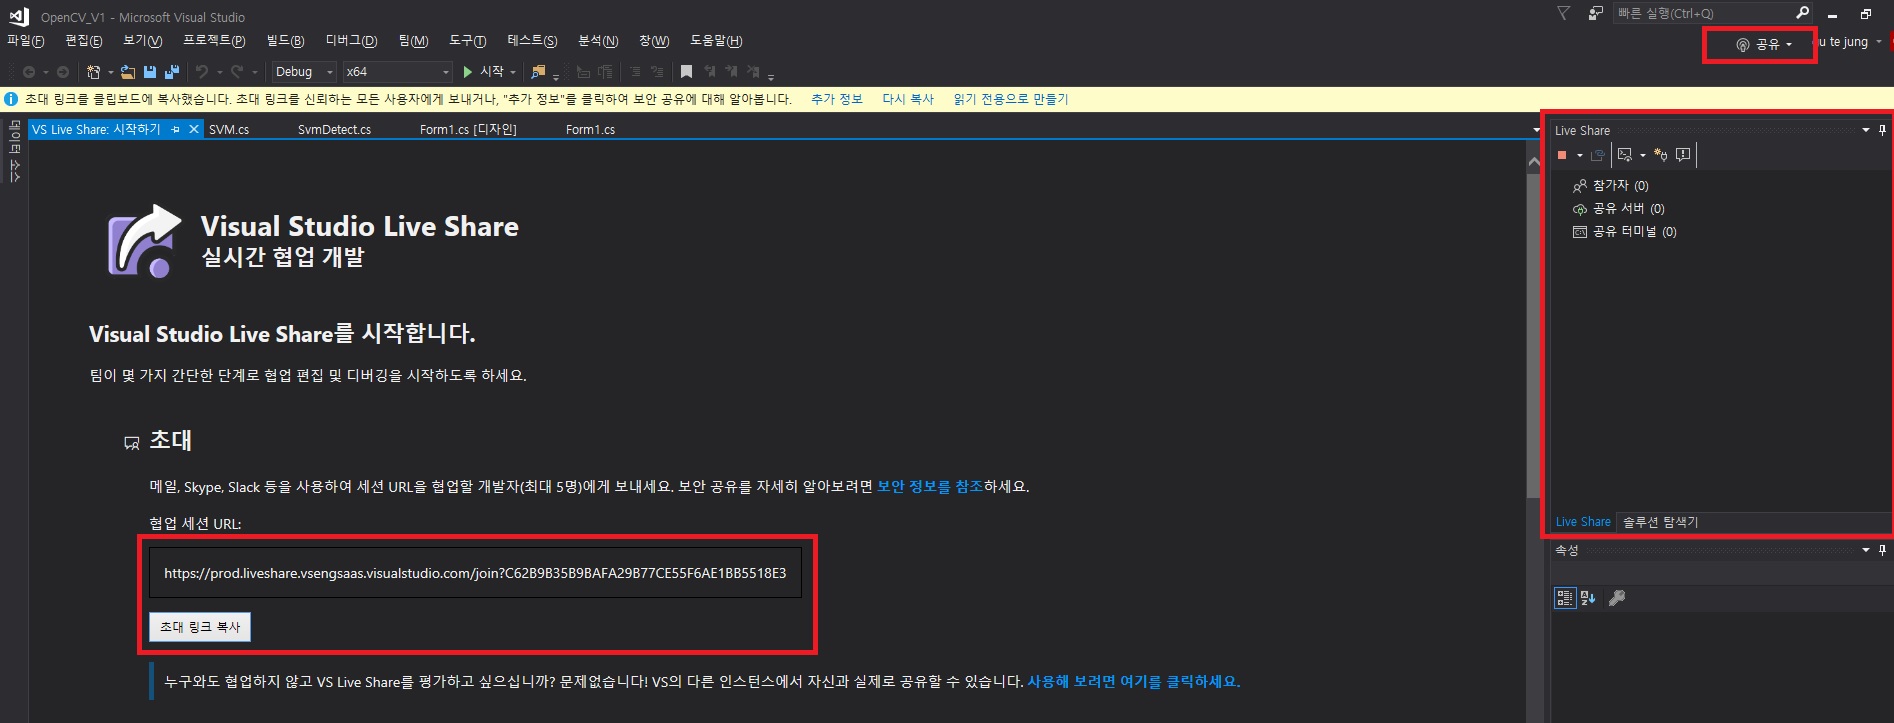 OpenCV_V1 - Microsoft Visual Studio
빠른 실행(Ctrl+Q)
파일(F) 편집(E) 보기(V) 프로젝트(P) 빌드(B) 디버그(D) 팀(M) 도구(T) 테스트(S) 분석(N) 창(W) 도움말(H)
공유
u te jung
Debug x64 시작
초대 링크를 클립보드에 복사했습니다. 초대 링크를 신뢰하는 모든 사용자에게 보내거나, "추가 정보"를 클릭하여 보안 공유에 대해 알아봅니다. 추가 정보 다시 복사 읽기 전용으로 만들기
데이터 소스
VS Live Share: 시작하기 SVM.cs SvmDetect.cs Form1.cs [디자인] Form1.cs
Visual Studio Live Share
실시간 협업 개발
Visual Studio Live Share를 시작합니다.
팀이 몇 가지 간단한 단계로 협업 편집 및 디버깅을 시작하도록 하세요.
초대
메일, Skype, Slack 등을 사용하여 세션 URL을 협업할 개발자(최대 5명)에게 보내세요. 보안 공유를 자세히 알아보려면 보안 정보를 참조하세요.
협업 세션 URL:
https://prod.liveshare.vsengsaas.visualstudio.com/join?C62B9B35B9BAFA29B77CE55F6AE1BB5518E3
초대 링크 복사
누구와도 협업하지 않고 VS Live Share를 평가하고 싶으십니까? 문제없습니다! VS의 다른 인스턴스에서 자신과 실제로 공유할 수 있습니다. 사용해 보려면 여기를 클릭하세요.
Live Share
참가자 (0)
공유 서버 (0)
공유 터미널 (0)
Live Share 솔루션 탐색기
속성